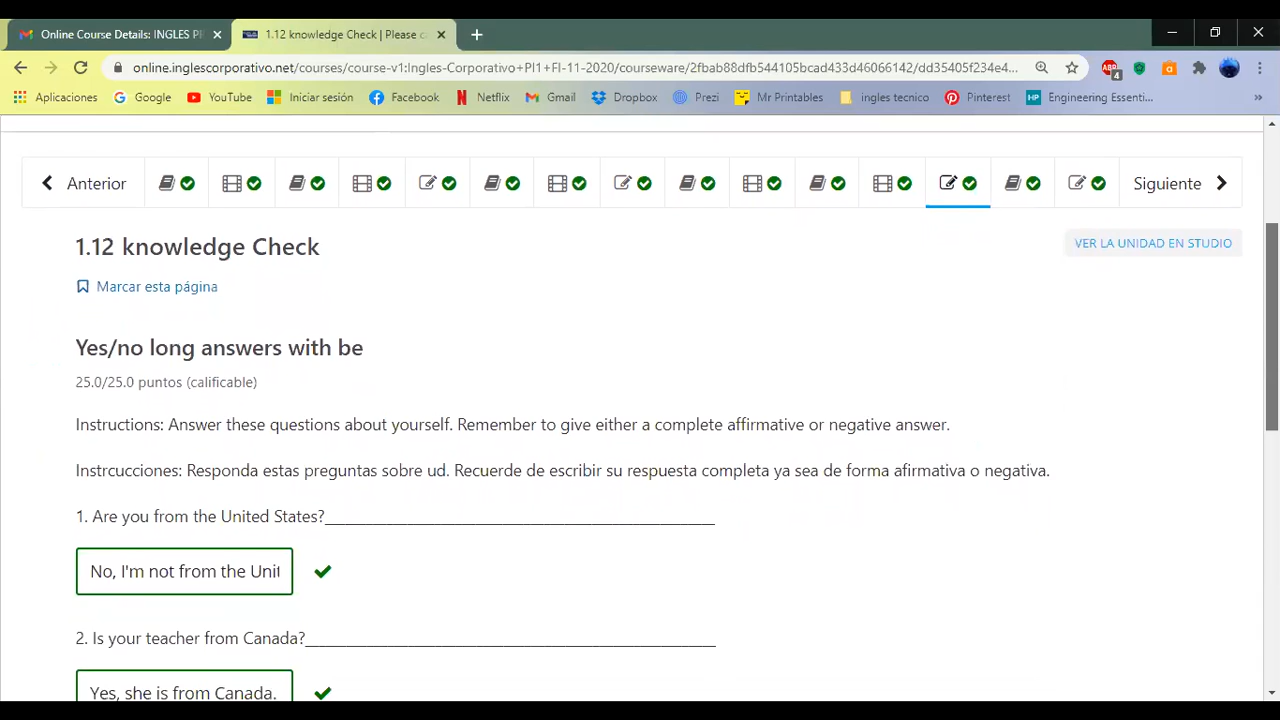 Online Course Details: INGLES PI
1.12 knowledge Check | Please ca
online.inglescorporativo.net/courses/course-v1:Ingles-Corporativo+PI1+FI-11-2020/courseware/2fbab88dfb544105bcad433d46066142/dd35405f234e4...
ABP
4
Aplicaciones
Google
YouTube
Iniciar sesión
Facebook
Netflix
Gmail
Dropbox
Prezi
Mr Printables
ingles tecnico
Pinterest
HP
Engineering Essenti...
»
Anterior
Siguiente
1.12 knowledge Check
VER LA UNIDAD EN STUDIO
Marcar esta página
Yes/no long answers with be
25.0/25.0 puntos (calificable)
Instructions: Answer these questions about yourself. Remember to give either a complete affirmative or negative answer.
Instrcucciones: Responda estas preguntas sobre ud. Recuerde de escribir su respuesta completa ya sea de forma afirmativa o negativa.
1. Are you from the United States?__________________________________________
No, I'm not from the Unit
2. Is your teacher from Canada?____________________________________________
Yes, she is from Canada.